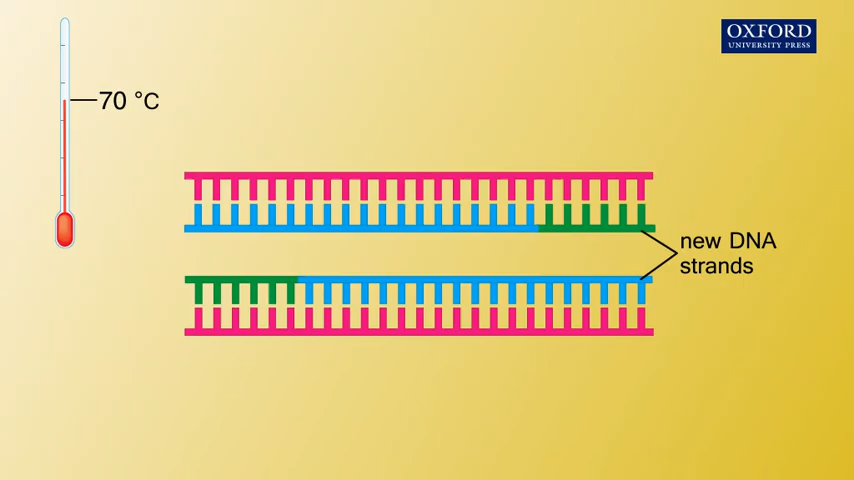 OXFORD
UNIVERSITY PRESS
70 °C
new DNA
strands